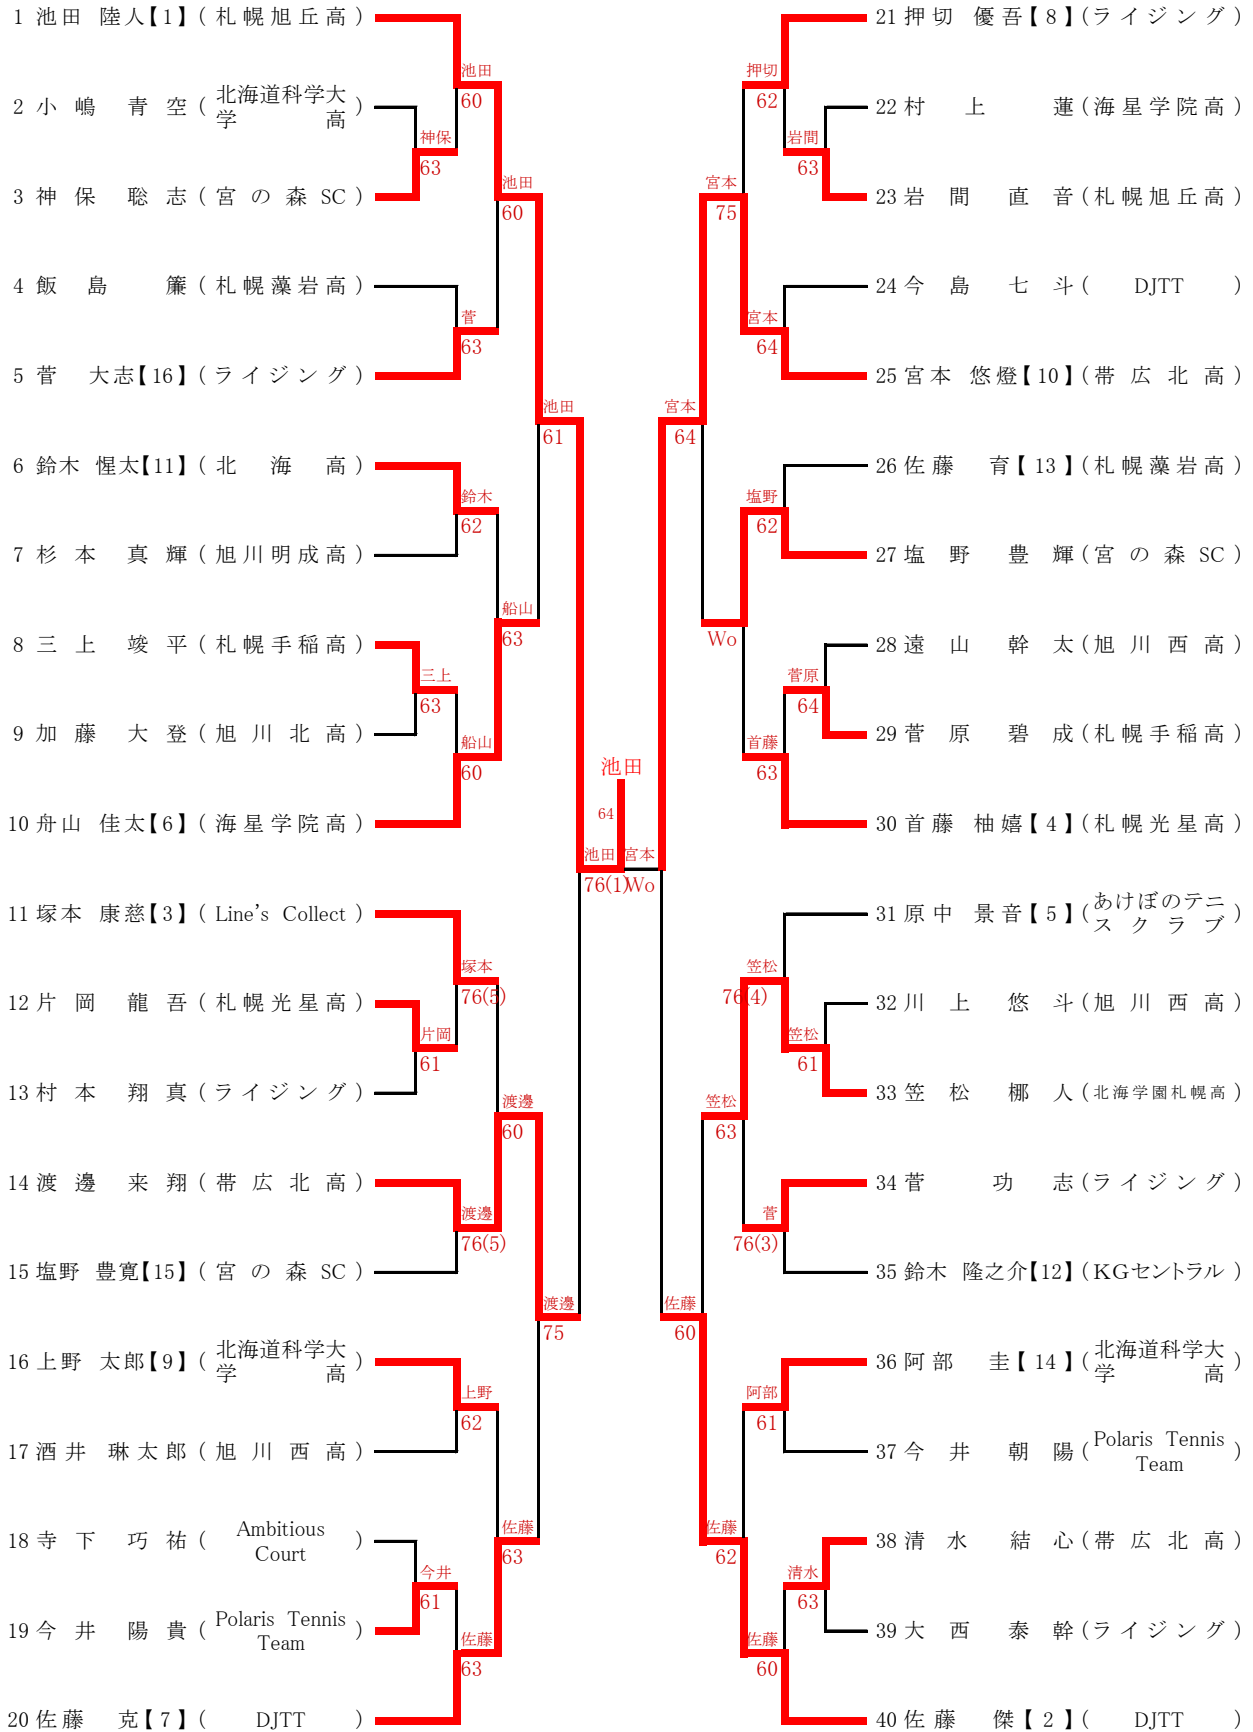 1 池田 陸人【1】(札幌旭丘高)
池田
60
2 小嶋 青空(北海道科学大学高)
神保
63
3 神保 聡志(宮の森 SC)
池田
60
4 飯島 簾(札幌藻岩高)
菅
63
5 菅 大志【16】(ライジング)
池田
61
6 鈴木 惺太【11】(北海高)
鈴木
62
7 杉本 真輝(旭川明成高)
船山
63
8 三上 竣平(札幌手稲高)
三上
63
9 加藤 大登(旭川北高)
船山
60
10 舟山 佳太【6】(海星学院高)
池田
64
池田
76(1)
宮本
Wo
11 塚本 康慈【3】(Line's Collect)
塚本
76(5)
12 片岡 龍吾(札幌光星高)
片岡
61
13 村本 翔真(ライジング)
渡邊
60
14 渡邊 来翔(帯広北高)
渡邊
76(5)
15 塩野 豊寛【15】(宮の森 SC)
渡邊
75
16 上野 太郎【9】(北海道科学大学高)
上野
62
17 酒井 琳太郎(旭川西高)
佐藤
63
18 寺下 巧祐(Ambitious Court)
今井
61
19 今井 陽貴(Polaris Tennis Team)
佐藤
63
20 佐藤 克【7】(DJTT)
21 押切 優吾【8】(ライジング)
押切
62
22 村上 蓮(海星学院高)
岩間
63
23 岩間 直音(札幌旭丘高)
宮本
75
24 今島 七斗(DJTT)
宮本
64
25 宮本 悠燈【10】(帯広北高)
宮本
64
26 佐藤 育【13】(札幌藻岩高)
塩野
62
27 塩野 豊輝(宮の森 SC)
Wo
28 遠山 幹太(旭川西高)
菅原
64
29 菅原 碧成(札幌手稲高)
首藤
63
30 首藤 柚嬉【4】(札幌光星高)
31 原中 景音【5】(あけぼのテニスクラブ)
笠松
76(4)
32 川上 悠斗(旭川西高)
笠松
61
33 笠松 梛人(北海学園札幌高)
笠松
63
34 菅 功志(ライジング)
菅
76(3)
35 鈴木 隆之介【12】(KGセントラル)
佐藤
60
36 阿部 圭【14】(北海道科学大学高)
阿部
61
37 今井 朝陽(Polaris Tennis Team)
佐藤
62
38 清水 結心(帯広北高)
清水
63
39 大西 泰幹(ライジング)
佐藤
60
40 佐藤 傑【2】(DJTT)